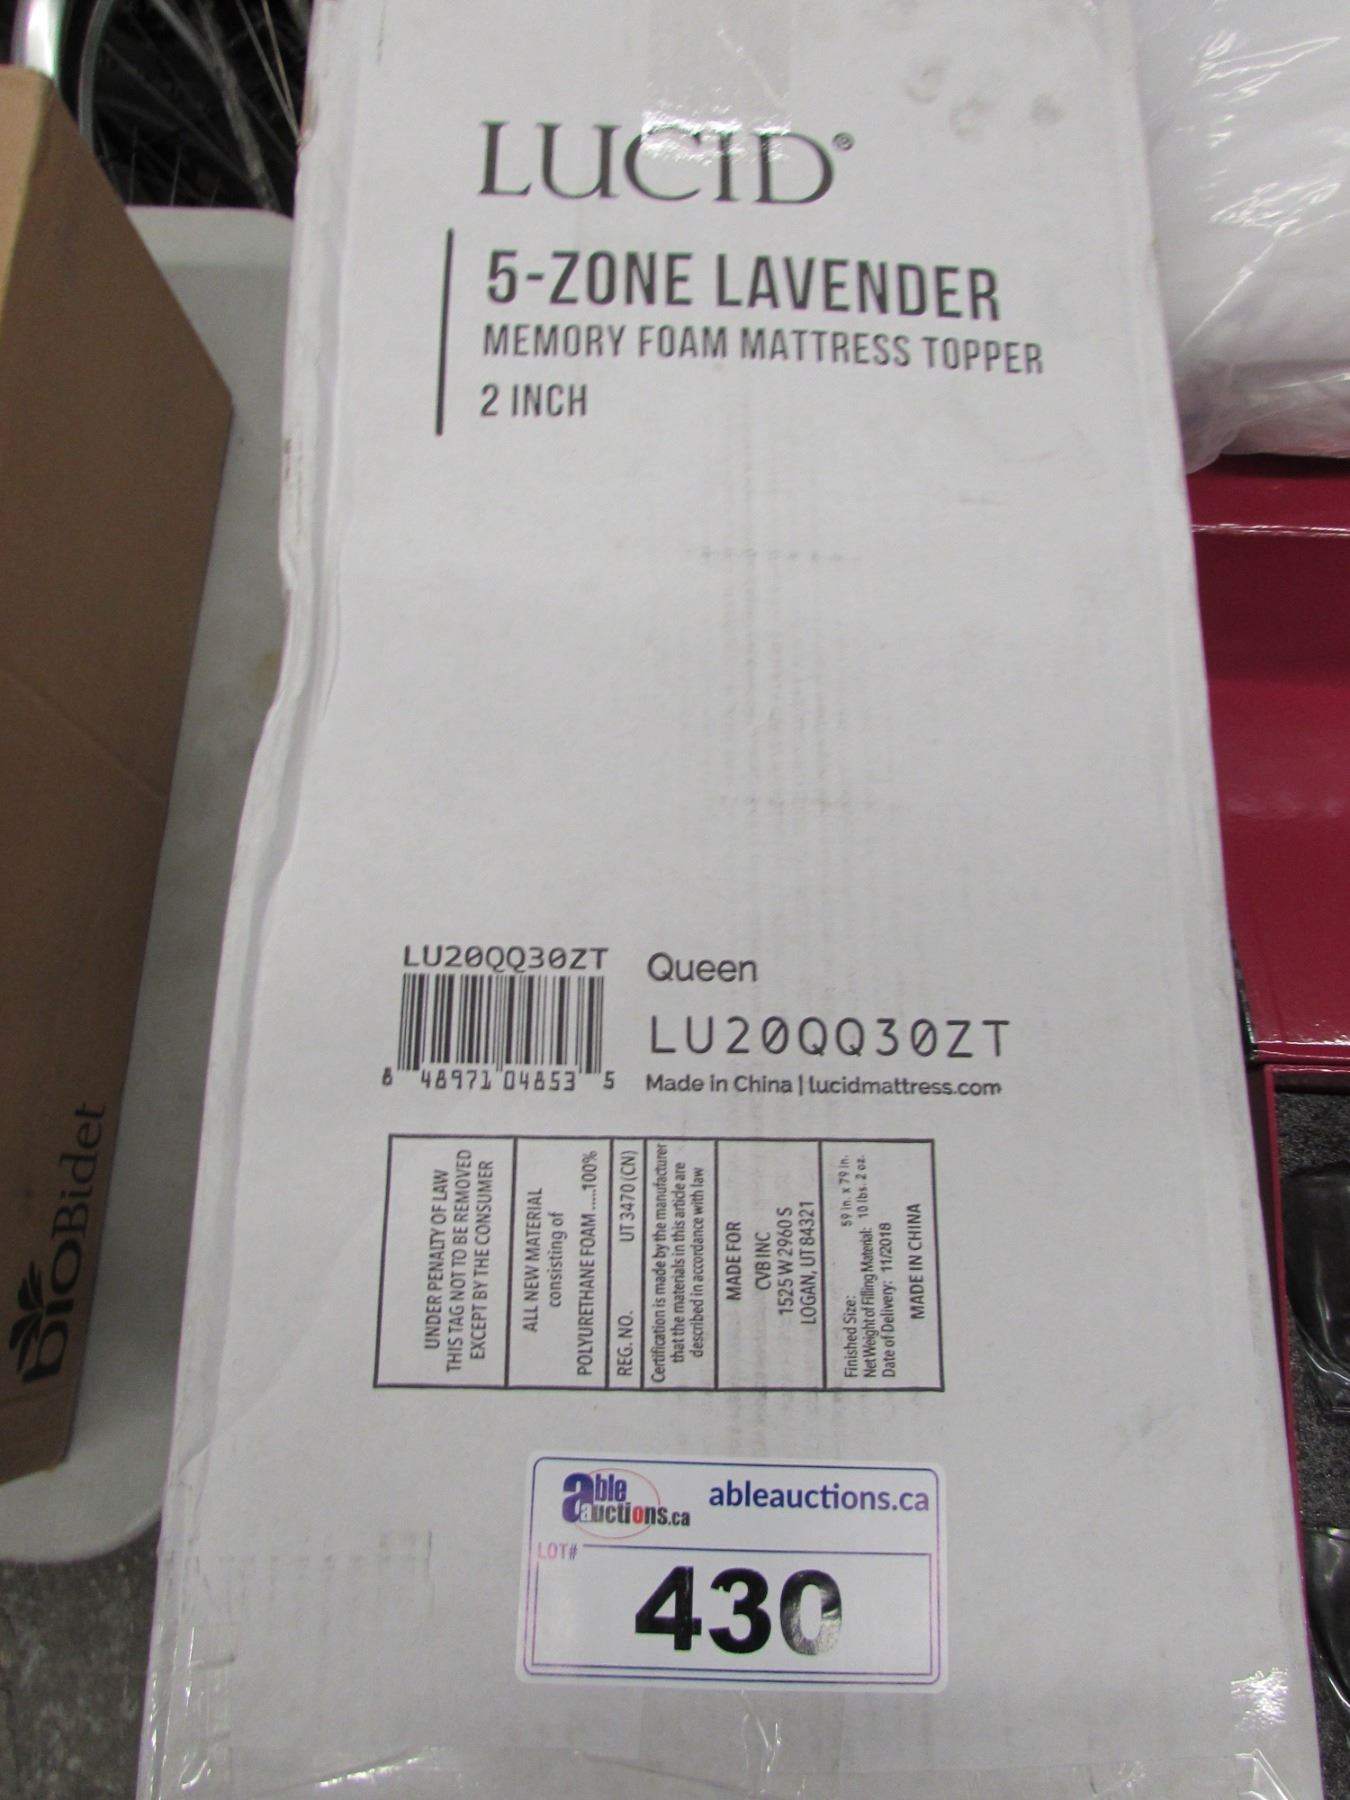 LUCID®
5-ZONE LAVENDER
MEMORY FOAM MATTRESS TOPPER
2 INCH
LU20QQ30ZT
8 48971 04853 5
Queen
LU20QQ30ZT
Made in China | lucidmattress.com
UNDER PENALTY OF LAW
THIS TAG NOT TO BE REMOVED
EXCEPT BY THE CONSUMER
ALL NEW MATERIAL
consisting of
POLYURETHANE FOAM.....100%
REG. NO. UT 3470 (CN)
Certification is made by the manufacturer
that the materials in this article are
described in accordance with law
MADE FOR
CVB INC
1525 W 2960 S
LOGAN, UT 84321
Finished Size: 59 in. x 79 in.
Net Weight of Filling Material: 10 lbs. 2 oz.
Date of Delivery: 11/2018
MADE IN CHINA
able auctions.ca
ableauctions.ca
LOT#
430
bioBidet